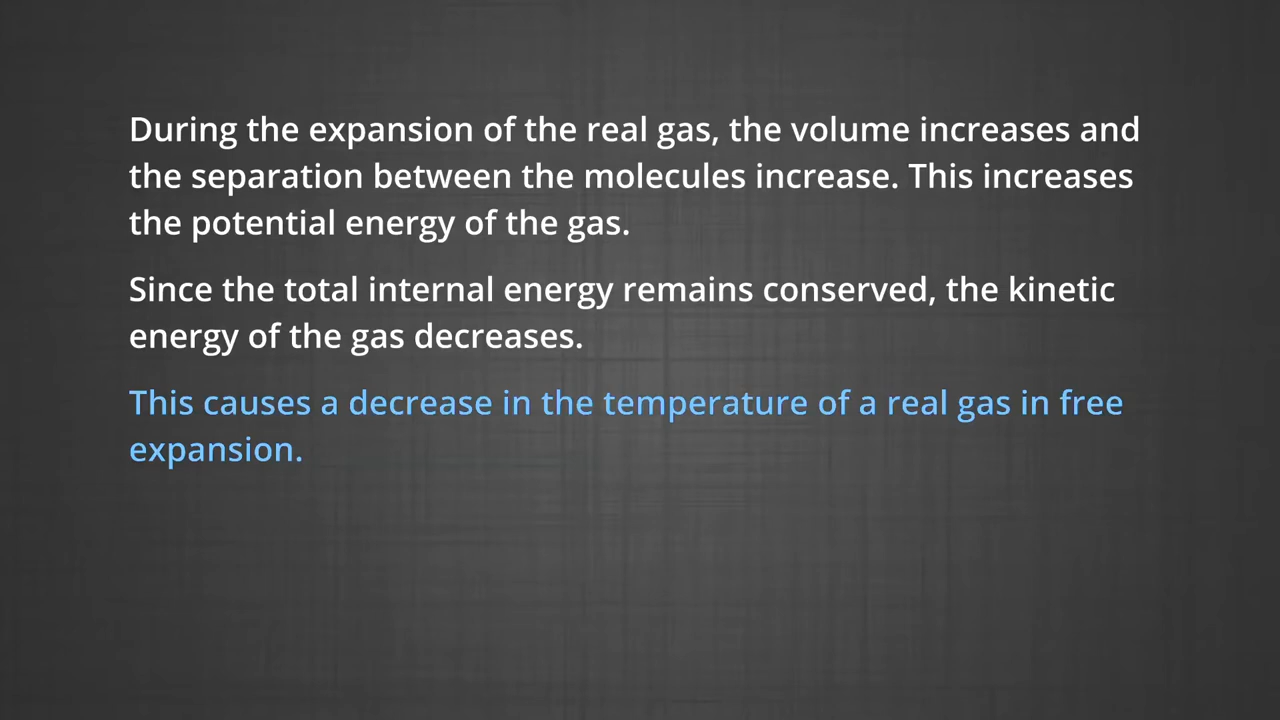 During the expansion of the real gas, the volume increases and
the separation between the molecules increase. This increases
the potential energy of the gas.
Since the total internal energy remains conserved, the kinetic
energy of the gas decreases.
This causes a decrease in the temperature of a real gas in free
expansion.